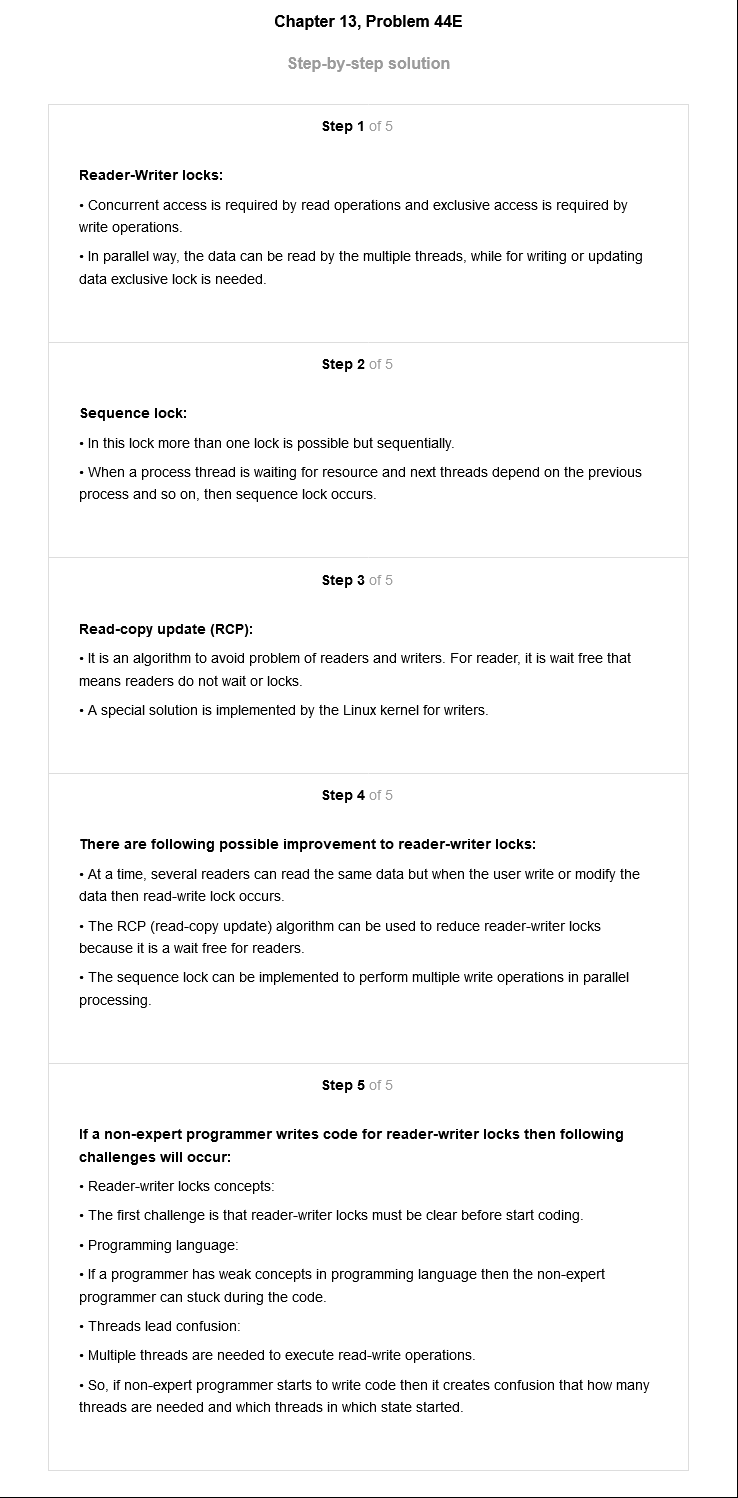 Chapter 13, Problem 44E
Step-by-step solution
Step 1 of 5
Reader-Writer locks:
• Concurrent access is required by read operations and exclusive access is required by
write operations.
• In parallel way, the data can be read by the multiple threads, while for writing or updating
data exclusive lock is needed.
Step 2 of 5
Sequence lock:
• In this lock more than one lock is possible but sequentially.
• When a process thread is waiting for resource and next threads depend on the previous
process and so on, then sequence lock occurs.
Step 3 of 5
Read-copy update (RCP):
• It is an algorithm to avoid problem of readers and writers. For reader, it is wait free that
means readers do not wait or locks.
• A special solution is implemented by the Linux kernel for writers.
Step 4 of 5
There are following possible improvement to reader-writer locks:
• At a time, several readers can read the same data but when the user write or modify the
data then read-write lock occurs.
• The RCP (read-copy update) algorithm can be used to reduce reader-writer locks
because it is a wait free for readers.
• The sequence lock can be implemented to perform multiple write operations in parallel
processing.
Step 5 of 5
If a non-expert programmer writes code for reader-writer locks then following
challenges will occur:
• Reader-writer locks concepts:
• The first challenge is that reader-writer locks must be clear before start coding.
• Programming language:
• If a programmer has weak concepts in programming language then the non-expert
programmer can stuck during the code.
• Threads lead confusion:
• Multiple threads are needed to execute read-write operations.
• So, if non-expert programmer starts to write code then it creates confusion that how many
threads are needed and which threads in which state started.